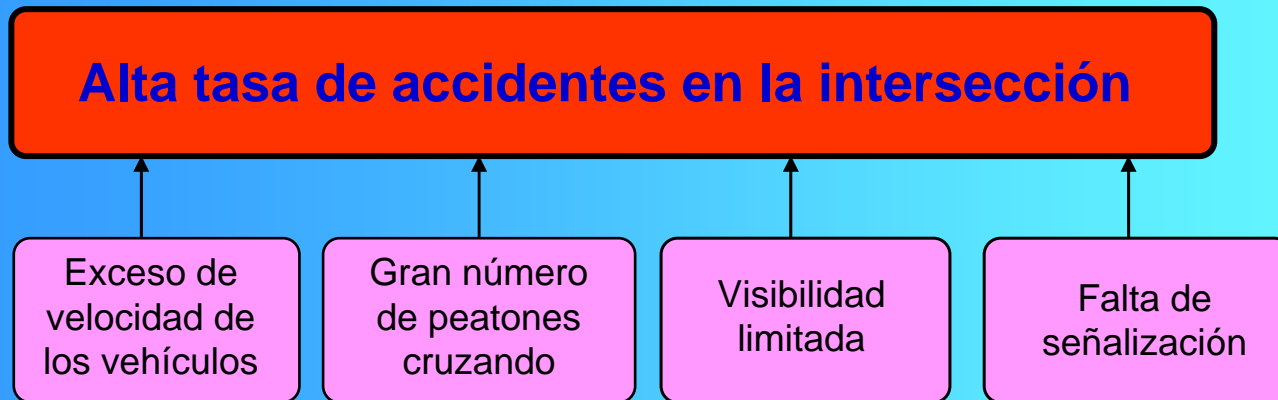 Alta tasa de accidentes en la intersección
Exceso de
velocidad de
los vehículos
Gran número
de peatones
cruzando
Visibilidad
limitada
Falta de
señalización